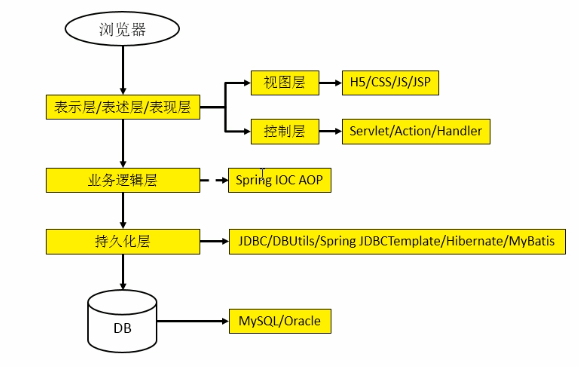 浏览器
视图层
H5/CSS/JS/JSP
表示层/表述层/表现层
控制层
Servlet/Action/Handler
业务逻辑层
Spring IOC AOP
持久化层
JDBC/DBUtils/Spring JDBCTemplate/Hibernate/MyBatis
DB
MySQL/Oracle